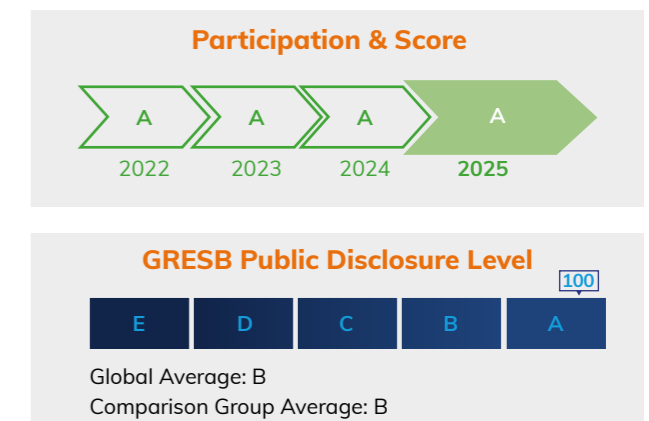 Participation & Score
A A A A
2022 2023 2024 2025
GRESB Public Disclosure Level
100
E D C B A
Global Average: B
Comparison Group Average: B